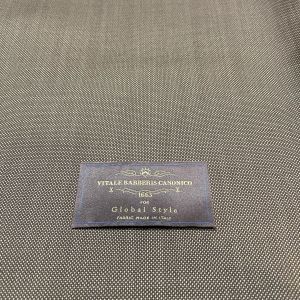 VITALE BARBERIS CANONICO
1663
FOR
Global Style
FABRIC MADE IN ITALY